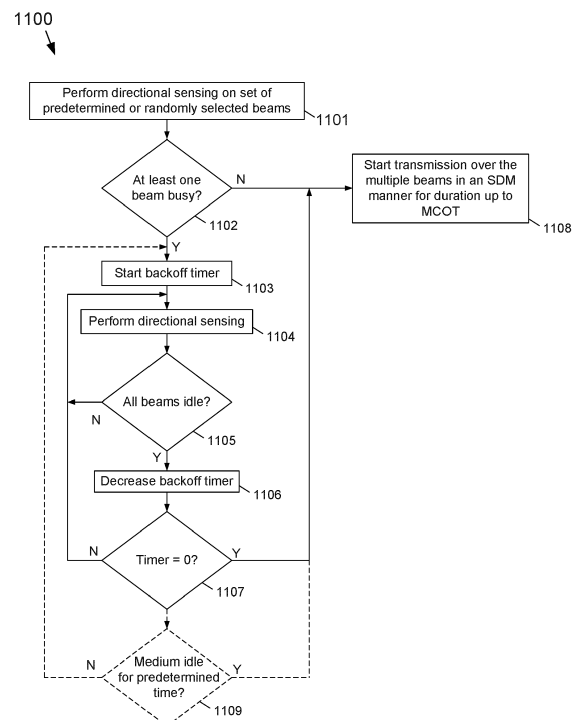 1100
Perform directional sensing on set of
predetermined or randomly selected beams
1101
At least one
beam busy?
N
1102
Y
Start transmission over the
multiple beams in an SDM
manner for duration up to
MCOT
1108
Start backoff timer
1103
Perform directional sensing
1104
All beams idle?
N
1105
Y
Decrease backoff timer
1106
N
Timer = 0?
Y
1107
N
Medium idle
for predetermined
time?
Y
1109